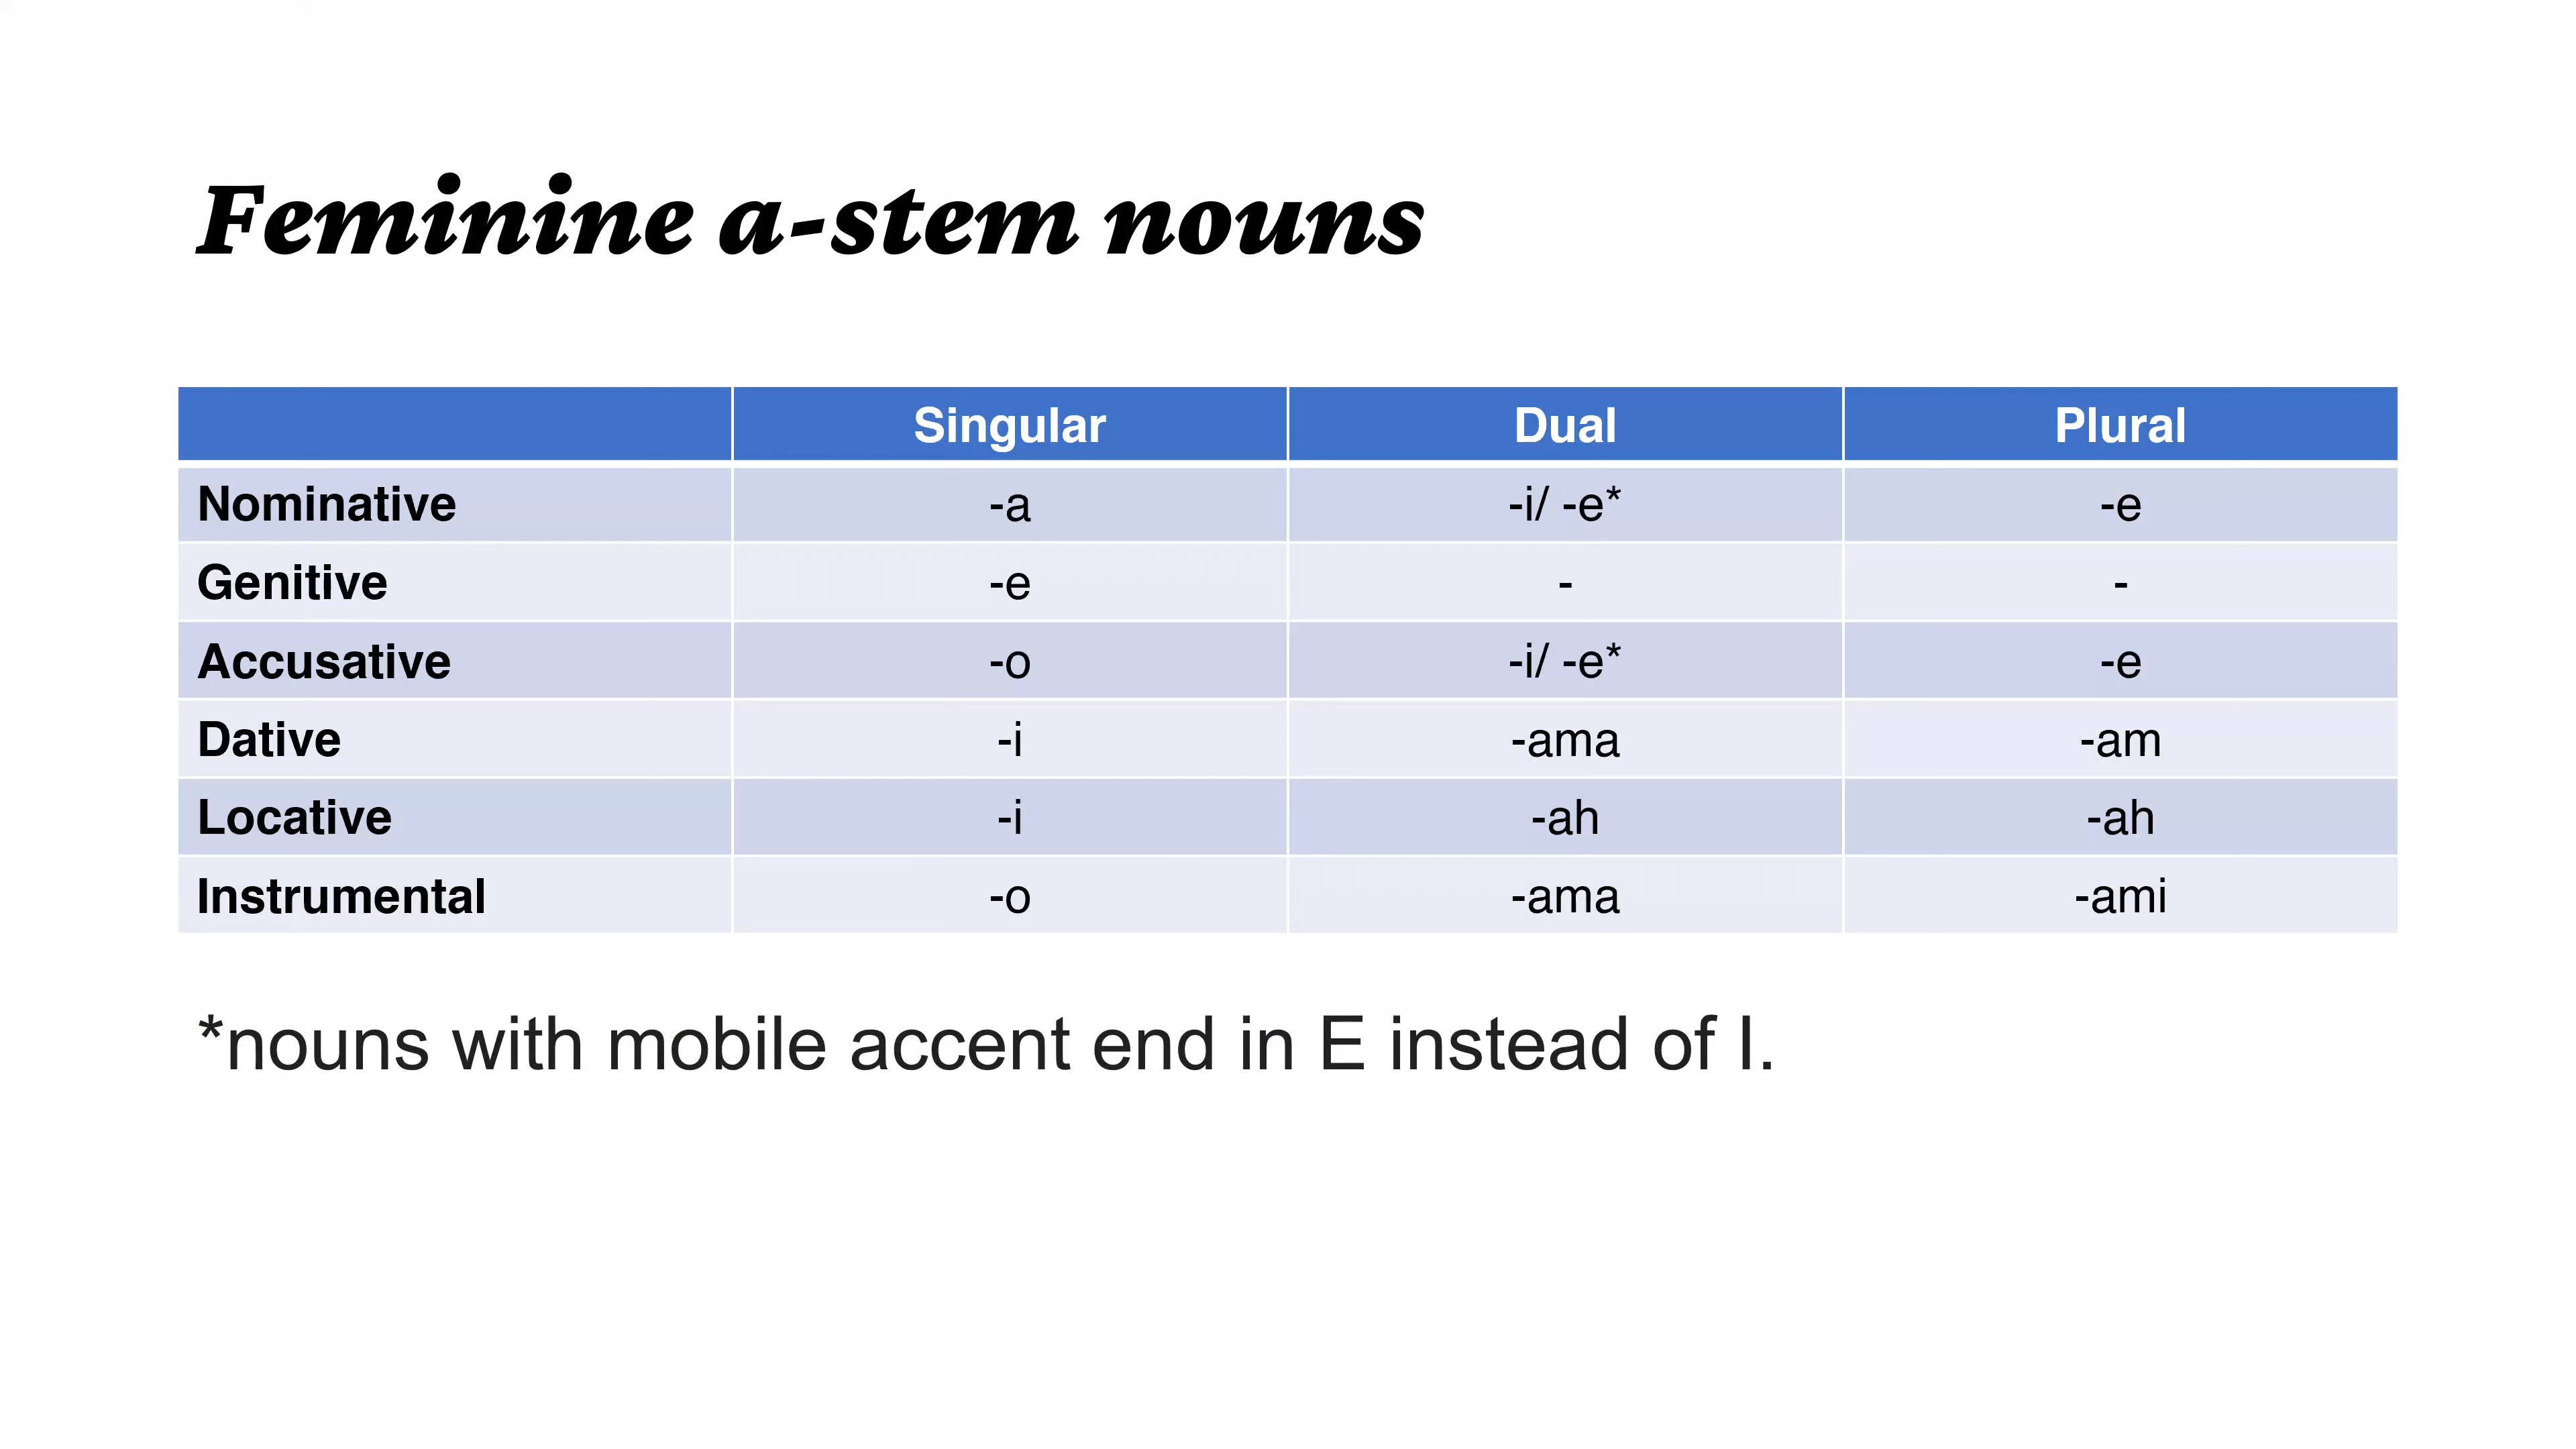 Feminine a-stem nouns
Singular Dual Plural
Nominative -a -i/ -e* -e
Genitive -e - -
Accusative -o -i/ -e* -e
Dative -i -ama -am
Locative -i -ah -ah
Instrumental -o -ama -ami
*nouns with mobile accent end in E instead of I.